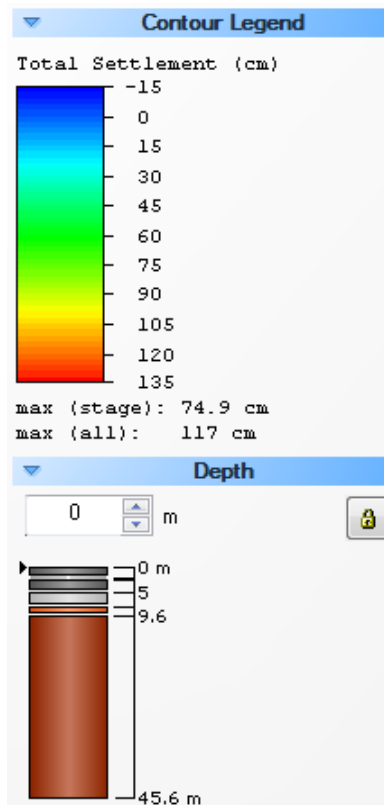 Contour Legend
Total Settlement (cm)
-15
0
15
30
45
60
75
90
105
120
135
max (stage): 74.9 cm
max (all): 117 cm
Depth
0 m
0 m
5
9.6
45.6 m